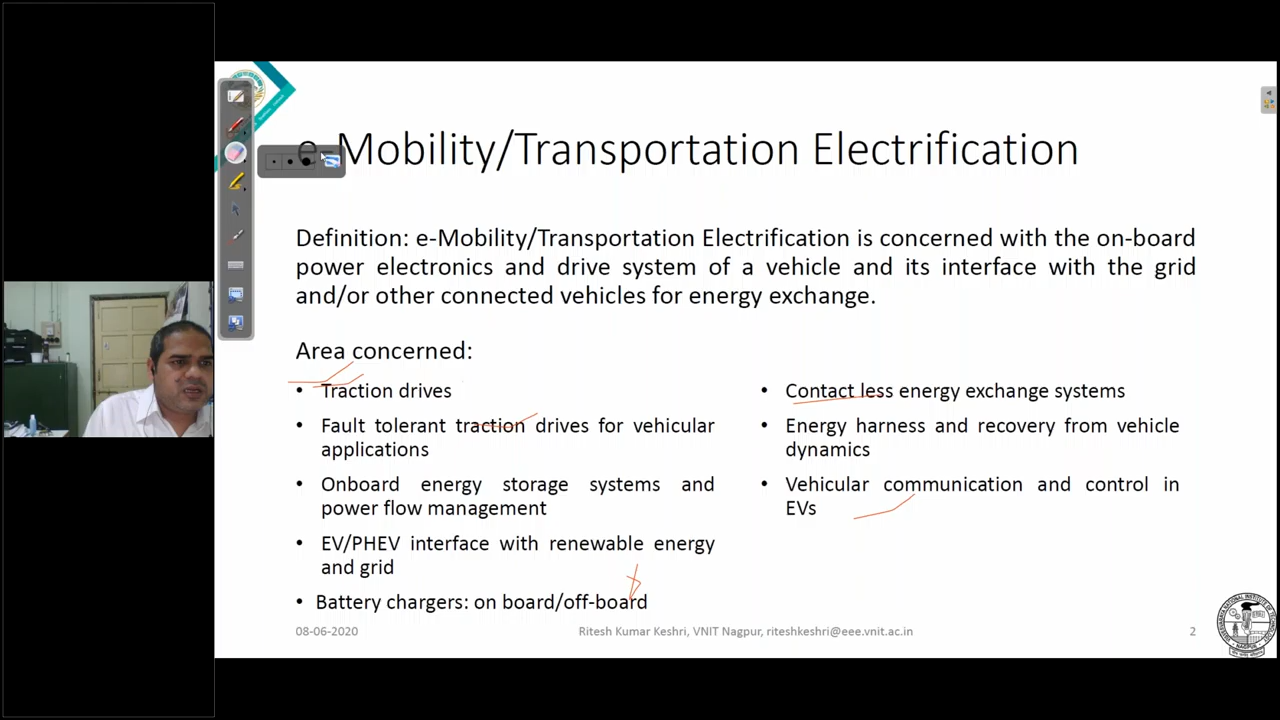 e-Mobility/Transportation Electrification
Definition: e-Mobility/Transportation Electrification is concerned with the on-board
power electronics and drive system of a vehicle and its interface with the grid
and/or other connected vehicles for energy exchange.
Area concerned:
• Traction drives
• Fault tolerant traction drives for vehicular
applications
• Onboard energy storage systems and
power flow management
• EV/PHEV interface with renewable energy
and grid
• Battery chargers: on board/off-board
• Contact less energy exchange systems
• Energy harness and recovery from vehicle
dynamics
• Vehicular communication and control in
EVs
08-06-2020
Ritesh Kumar Keshri, VNIT Nagpur, riteshkeshri@eee.vnit.ac.in
2